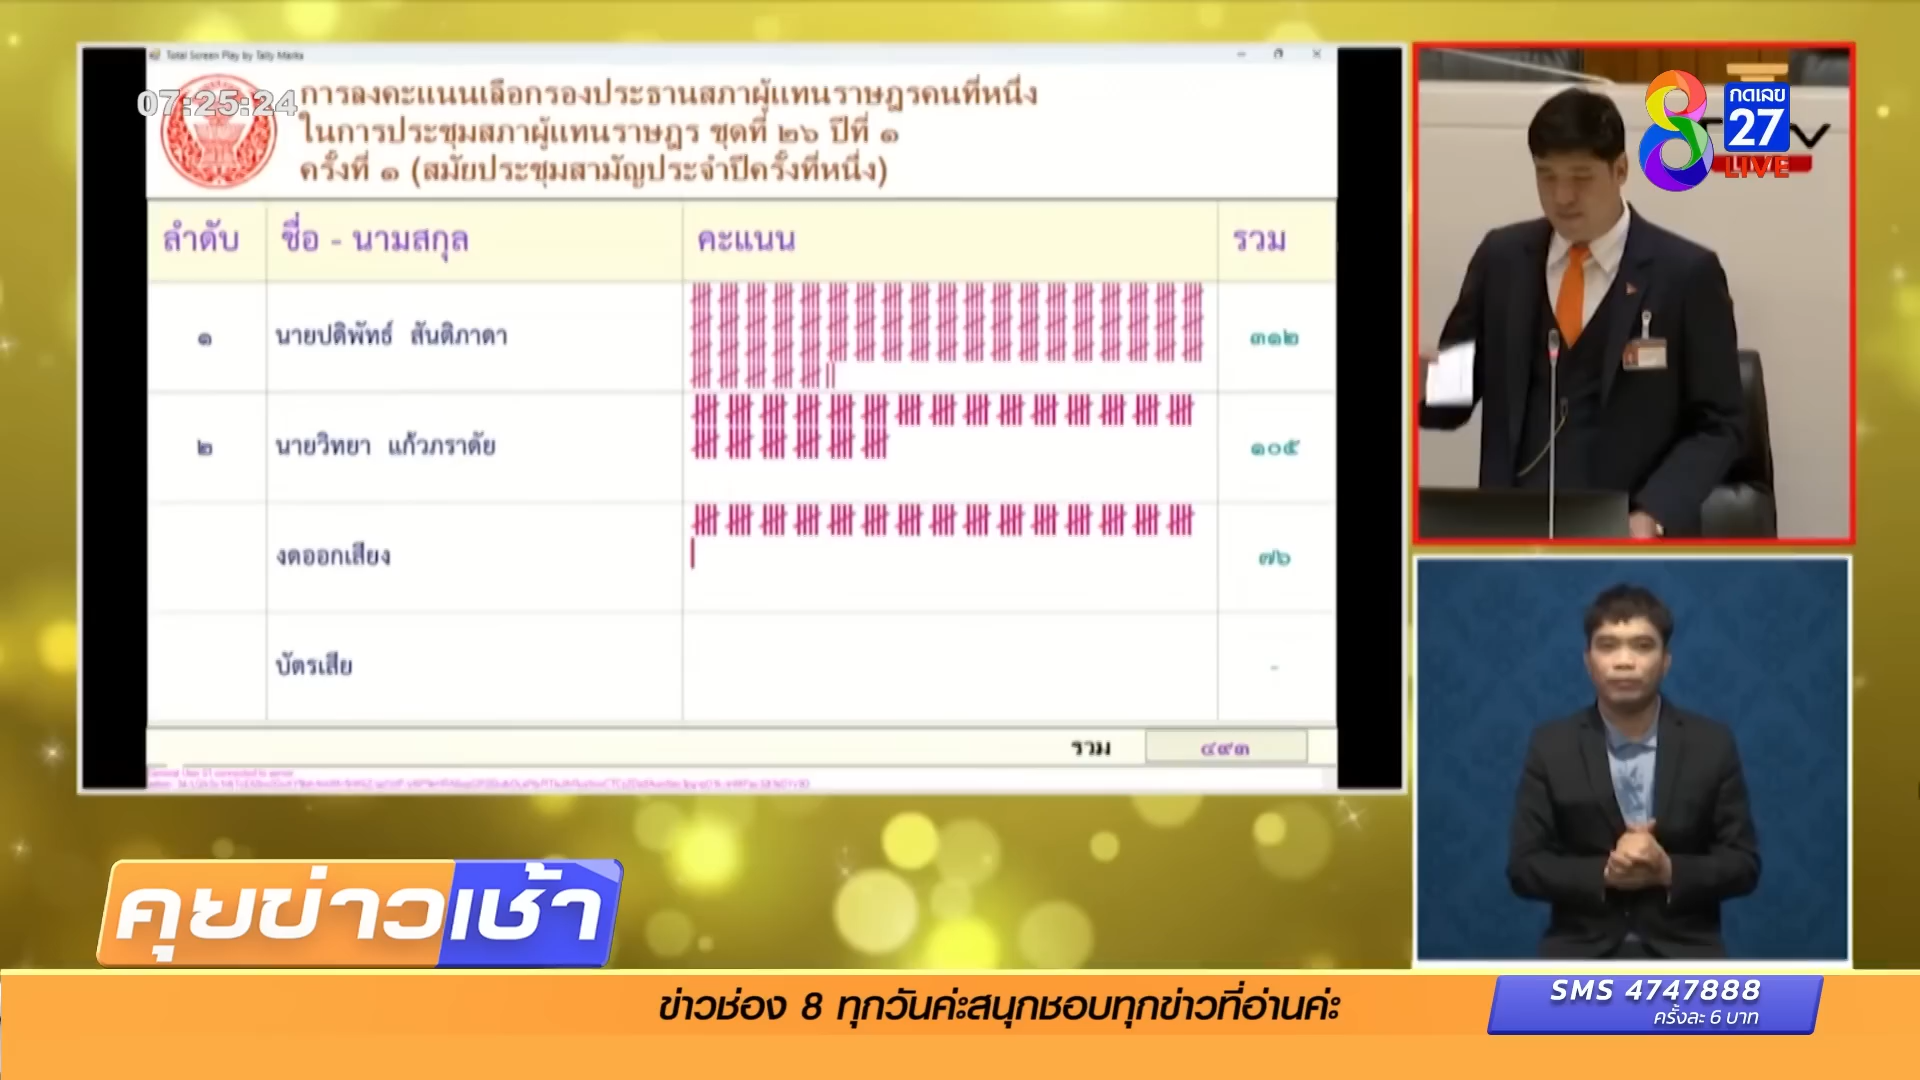 Total Screen Play by Tally Marks
07:25:24
การลงคะแนนเลือกรองประธานสภาผู้แทนราษฎรคนที่หนึ่ง
ในการประชุมสภาผู้แทนราษฎร ชุดที่ ๒๖ ปีที่ ๑
ครั้งที่ ๑ (สมัยประชุมสามัญประจำปีครั้งที่หนึ่ง)
ลำดับ ชื่อ - นามสกุล คะแนน รวม
๑ นายปดิพัทธ์ สันติภาดา ๓๑๒
๒ นายวิทยา แก้วภราดัย ๑๐๕
งดออกเสียง ๗๖
บัตรเสีย -
รวม ๔๙๓
8
กดเลข
27
LIVE
คุยข่าวเช้า
ข่าวช่อง 8 ทุกวันค่ะสนุกชอบทุกข่าวที่อ่านค่ะ
SMS 4747888
ครั้งละ 6 บาท